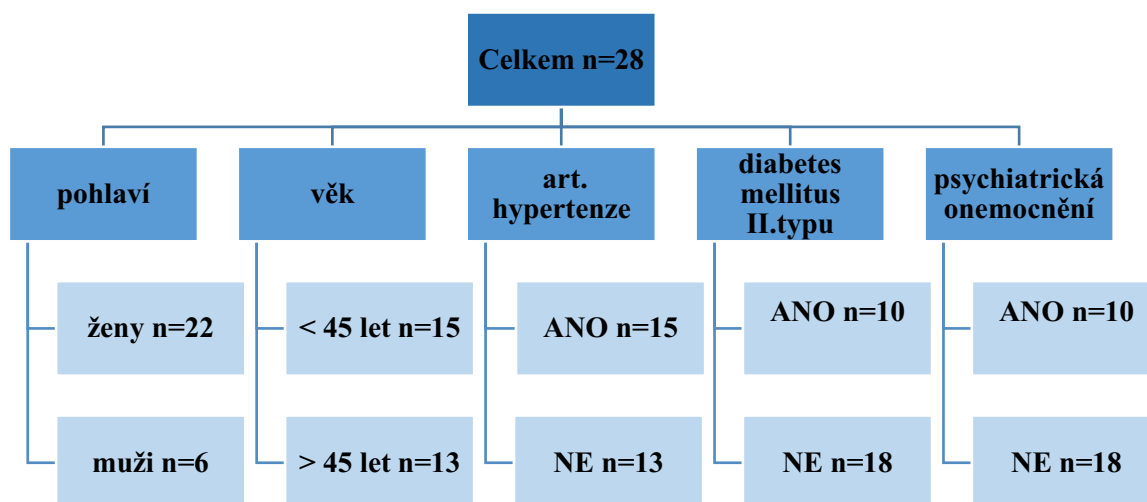 Celkem n=28
pohlaví
věk
art.
hypertenze
diabetes
mellitus
II.typu
psychiatrická
onemocnění
ženy n=22
< 45 let n=15
ANO n=15
ANO n=10
ANO n=10
muži n=6
> 45 let n=13
NE n=13
NE n=18
NE n=18